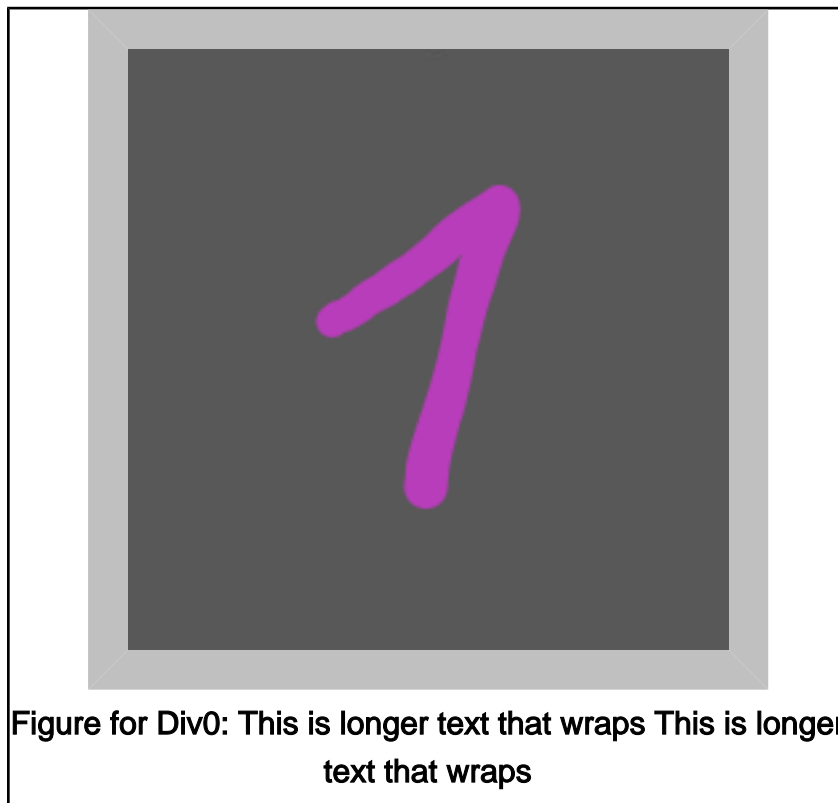 1
Figure for Div0: This is longer text that wraps This is longer
text that wraps